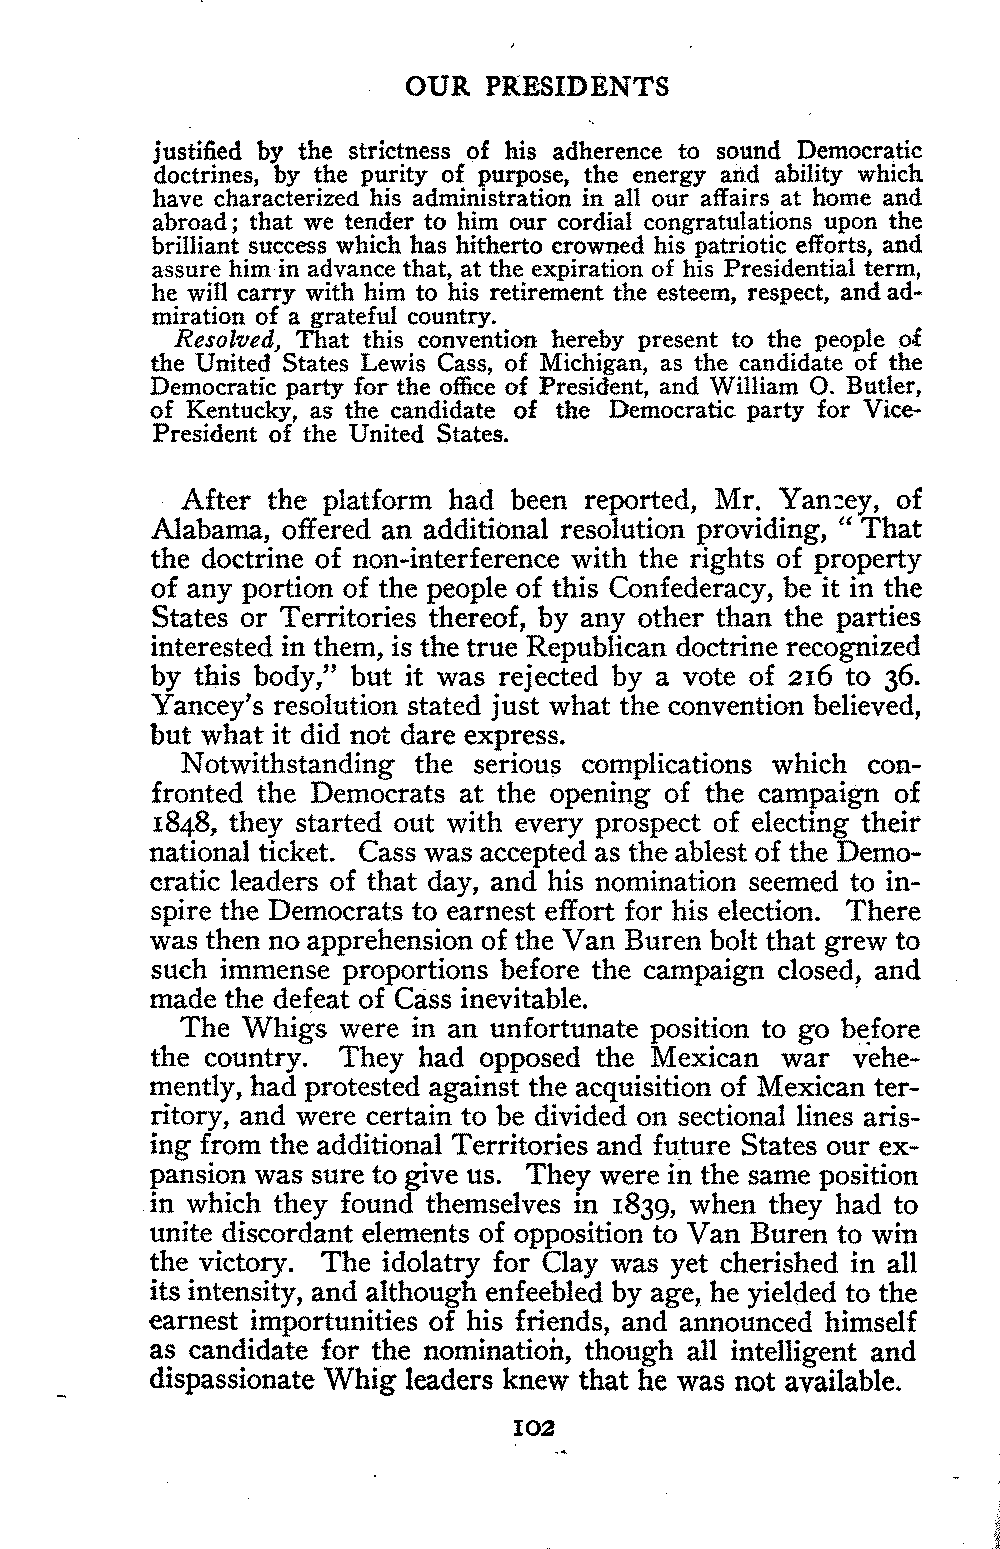 OUR PRESIDENTS
justified by the strictness of his adherence to sound Democratic
doctrines, by the purity of purpose, the energy and ability which
have characterized his administration in all our affairs at home and
abroad; that we tender to him our cordial congratulations upon the
brilliant success which has hitherto crowned his patriotic efforts, and
assure him in advance that, at the expiration of his Presidential term,
he will carry with him to his retirement the esteem, respect, and ad-
miration of a grateful country.
Resolved, That this convention hereby present to the people of
the United States Lewis Cass, of Michigan, as the candidate of the
Democratic party for the office of President, and William O. Butler,
of Kentucky, as the candidate of the Democratic party for Vice-
President of the United States.
After the platform had been reported, Mr. Yancey, of
Alabama, offered an additional resolution providing, “ That
the doctrine of non-interference with the rights of property
of any portion of the people of this Confederacy, be it in the
States or Territories thereof, by any other than the parties
interested in them, is the true Republican doctrine recognized
by this body,” but it was rejected by a vote of 216 to 36.
Yancey’s resolution stated just what the convention believed,
but what it did not dare express.
Notwithstanding the serious complications which con-
fronted the Democrats at the opening of the campaign of
1848, they started out with every prospect of electing their
national ticket. Cass was accepted as the ablest of the Demo-
cratic leaders of that day, and his nomination seemed to in-
spire the Democrats to earnest effort for his election. There
was then no apprehension of the Van Buren bolt that grew to
such immense proportions before the campaign closed, and
made the defeat of Cass inevitable.
The Whigs were in an unfortunate position to go before
the country. They had opposed the Mexican war vehe-
mently, had protested against the acquisition of Mexican ter-
ritory, and were certain to be divided on sectional lines aris-
ing from the additional Territories and future States our ex-
pansion was sure to give us. They were in the same position
in which they found themselves in 1839, when they had to
unite discordant elements of opposition to Van Buren to win
the victory. The idolatry for Clay was yet cherished in all
its intensity, and although enfeebled by age, he yielded to the
earnest importunities of his friends, and announced himself
as candidate for the nomination, though all intelligent and
dispassionate Whig leaders knew that he was not available.
102